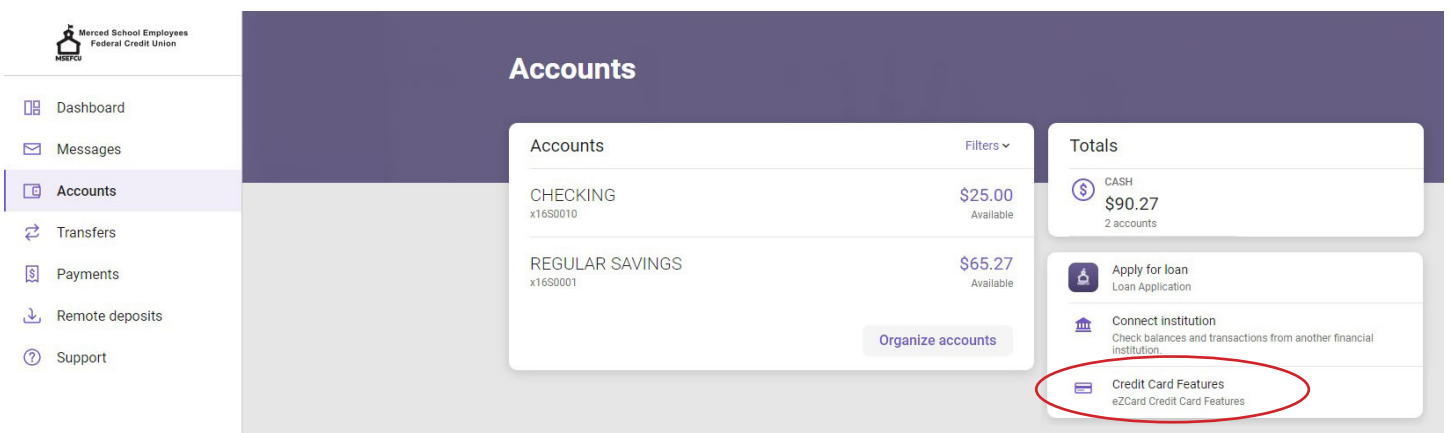 Merced School Employees
Federal Credit Union
MSEFCU
Dashboard
Messages
Accounts
Transfers
Payments
Remote deposits
Support
Accounts
Accounts
Filters
CHECKING
$25.00
x16S0010
Available
REGULAR SAVINGS
$65.27
x16S0001
Available
Organize accounts
Totals
CASH
$90.27
2 accounts
Apply for loan
Loan Application
Connect institution
Check balances and transactions from another financial
institution.
Credit Card Features
eZCard Credit Card Features